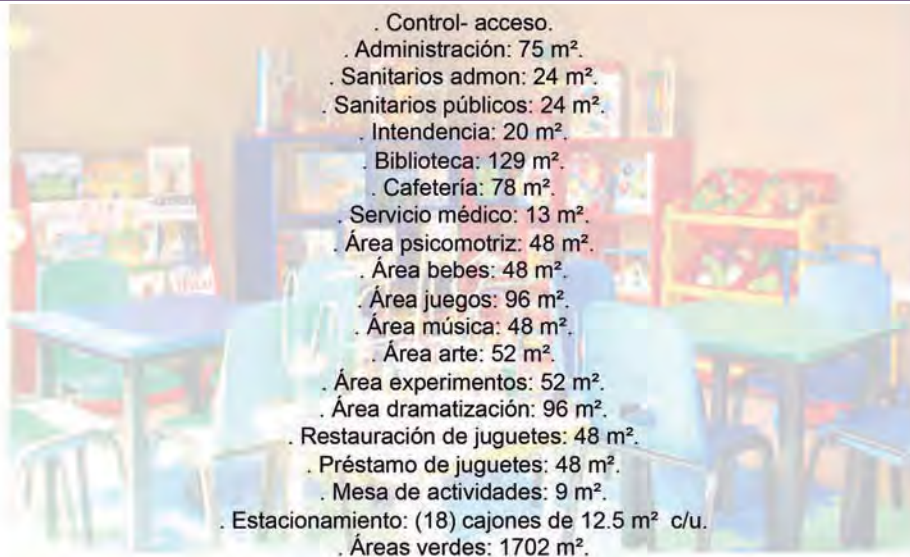 . Control- acceso.
. Administración: 75 m².
. Sanitarios admon: 24 m².
. Sanitarios públicos: 24 m².
. Intendencia: 20 m².
. Biblioteca: 129 m².
. Cafetería: 78 m².
. Servicio médico: 13 m².
. Área psicomotriz: 48 m².
. Área bebes: 48 m².
. Área juegos: 96 m².
. Área música: 48 m².
. Área arte: 52 m².
. Área experimentos: 52 m².
. Área dramatización: 96 m².
. Restauración de juguetes: 48 m².
. Préstamo de juguetes: 48 m².
. Mesa de actividades: 9 m².
. Estacionamiento: (18) cajones de 12.5 m² c/u.
. Áreas verdes: 1702 m².